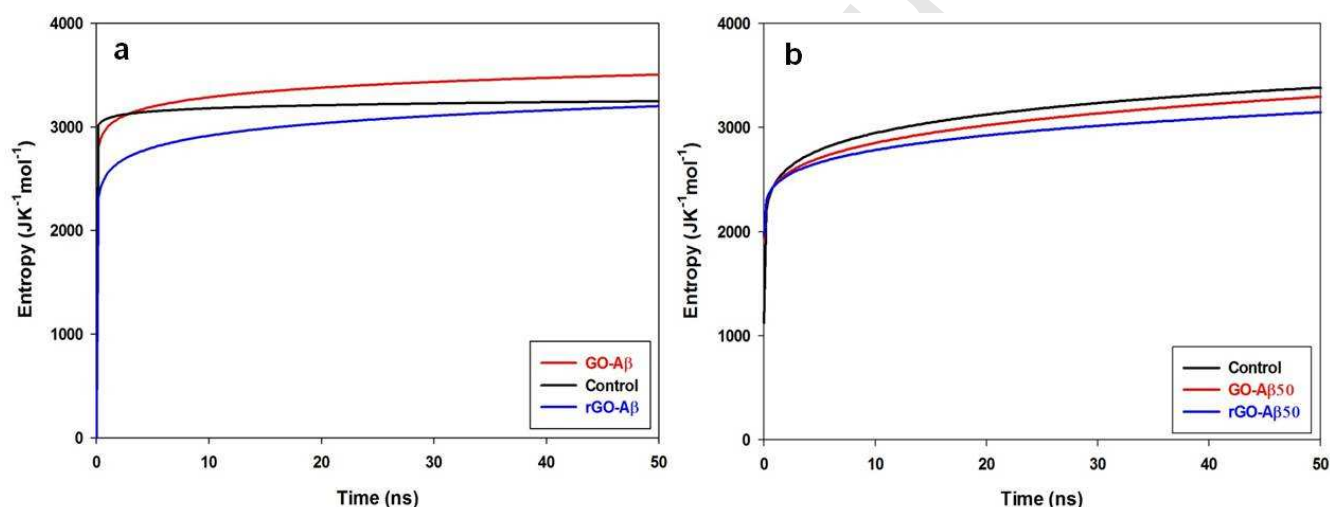 a
Entropy (JK⁻¹mol⁻¹)
4000
3000
2000
1000
0
GO-Aβ
Control
rGO-Aβ
0 10 20 30 40 50
Time (ns)
b
Entropy (JK⁻¹mol⁻¹)
4000
3000
2000
1000
0
Control
GO-Aβ50
rGO-Aβ50
0 10 20 30 40 50
Time (ns)